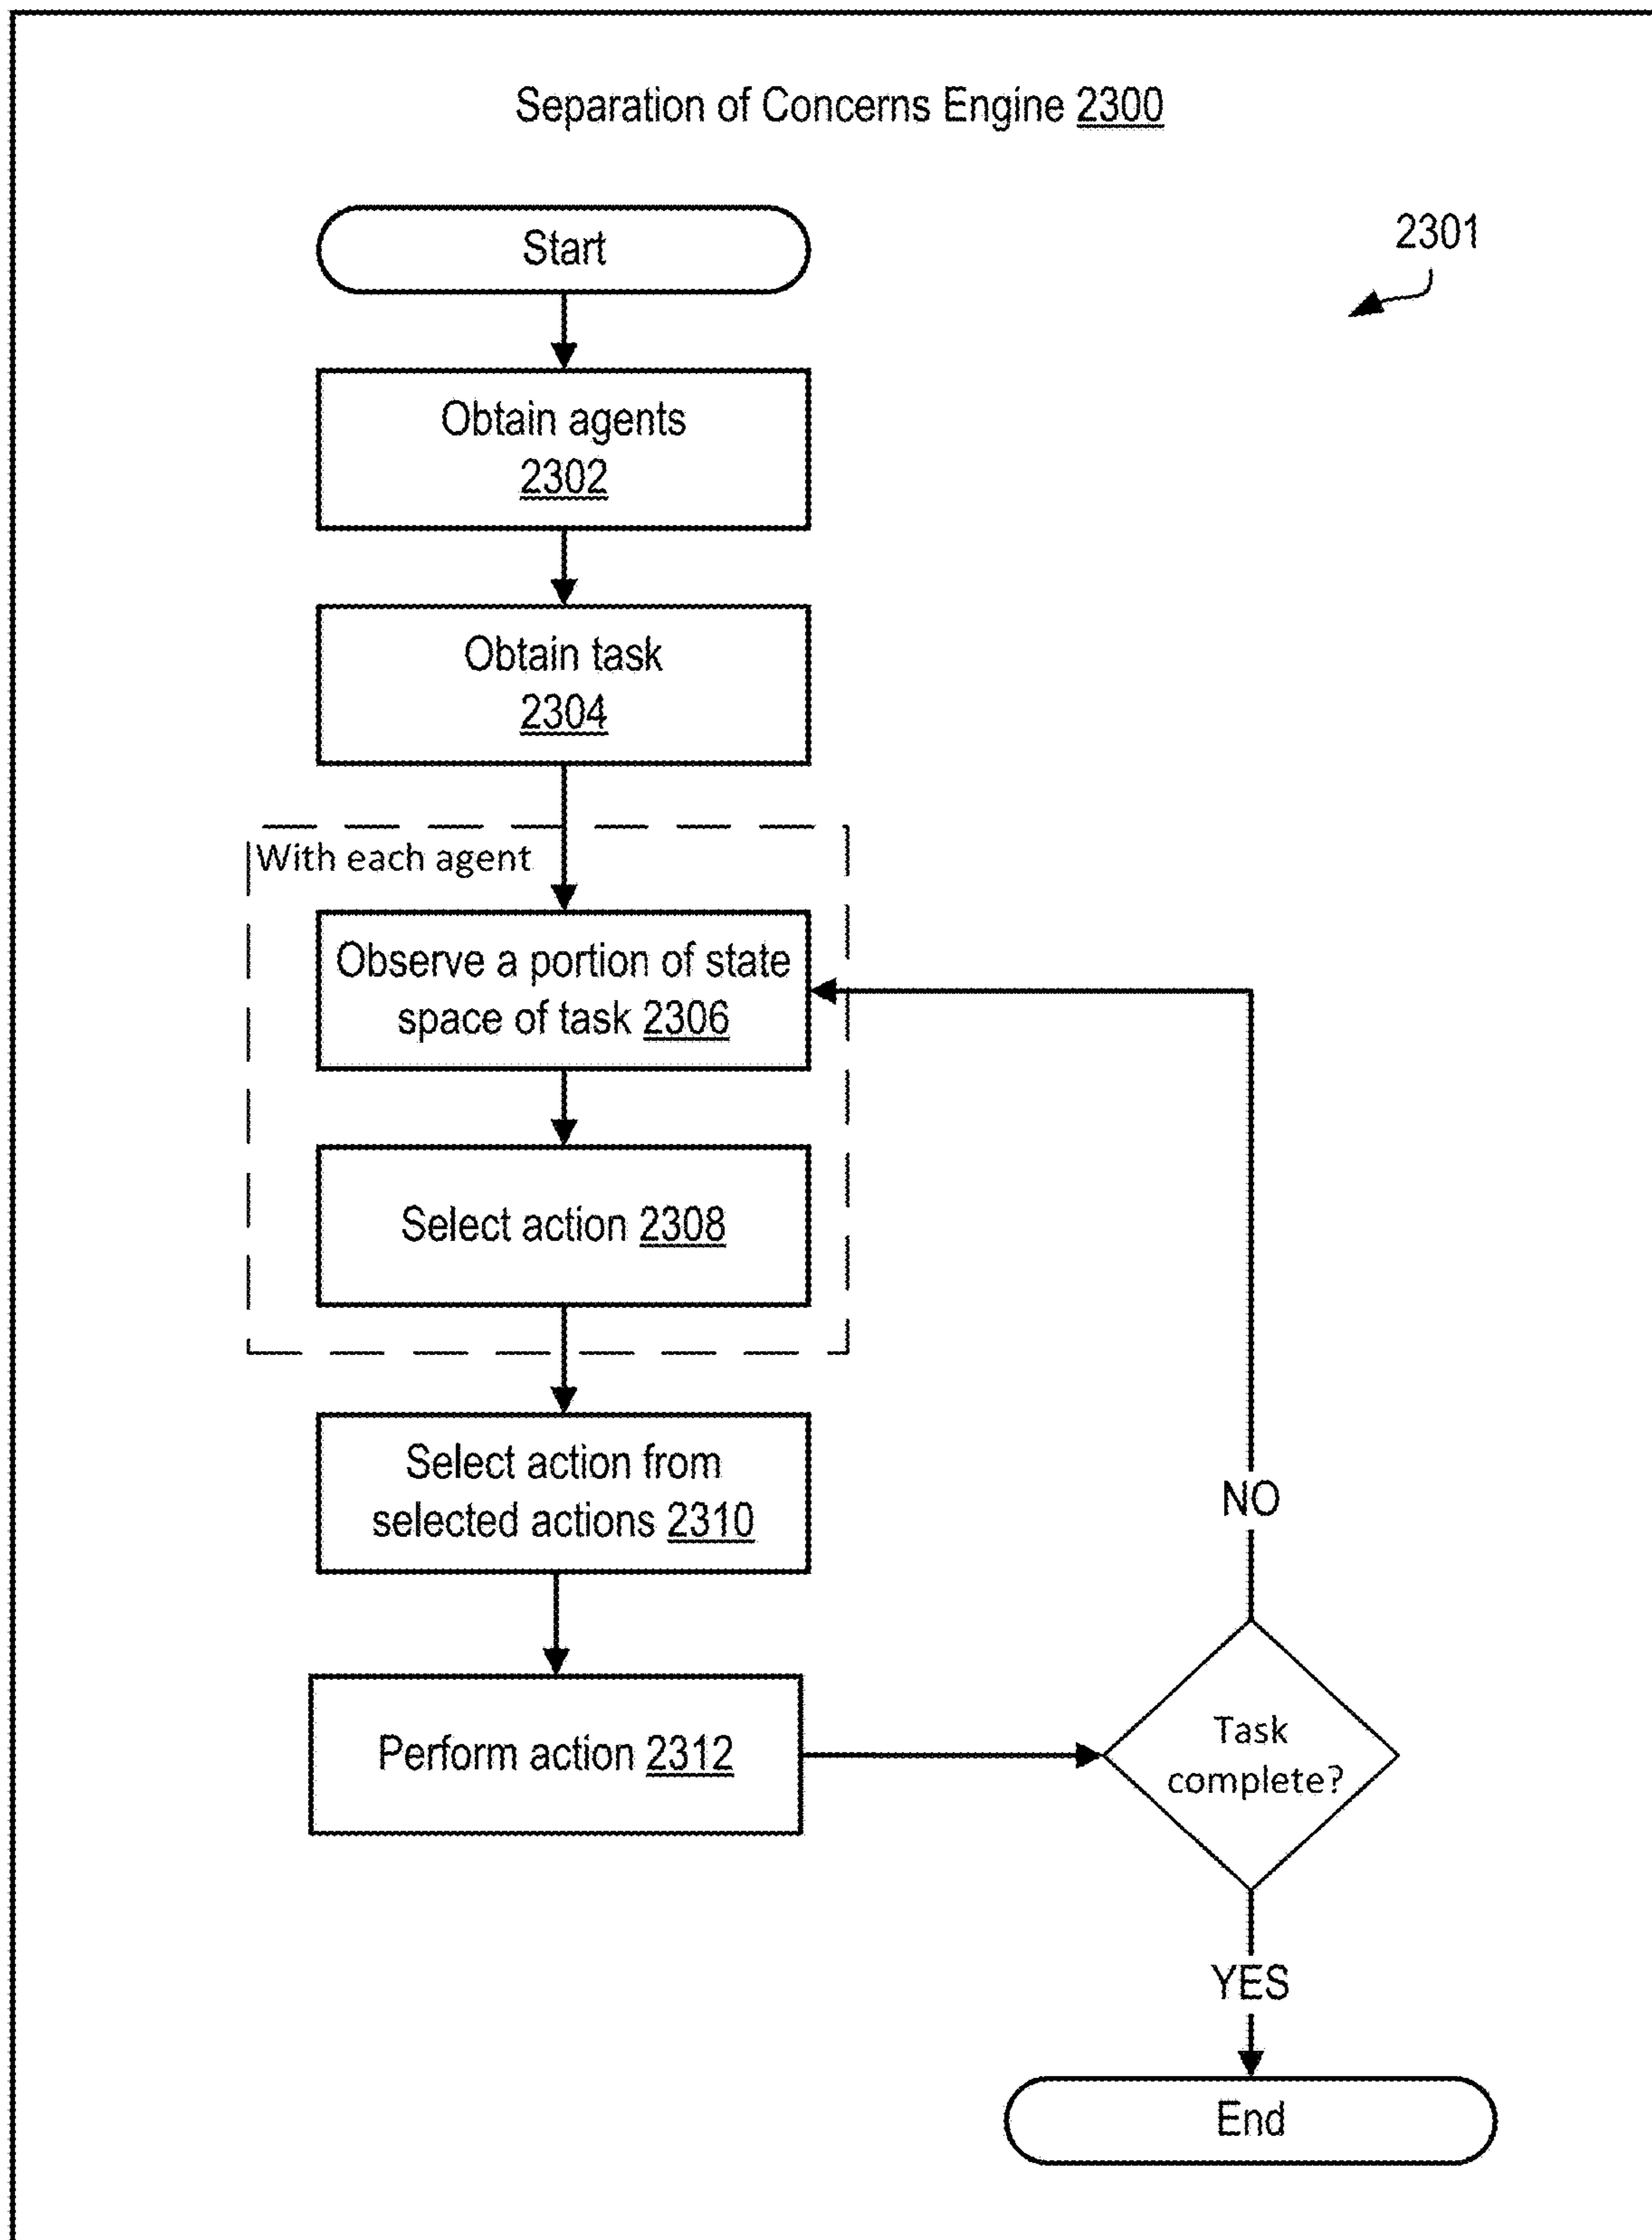 Separation of Concerns Engine 2300
Start
2301
Obtain agents
2302
Obtain task
2304
With each agent
Observe a portion of state
space of task 2306
Select action 2308
Select action from
selected actions 2310
NO
Perform action 2312
Task
complete?
YES
End